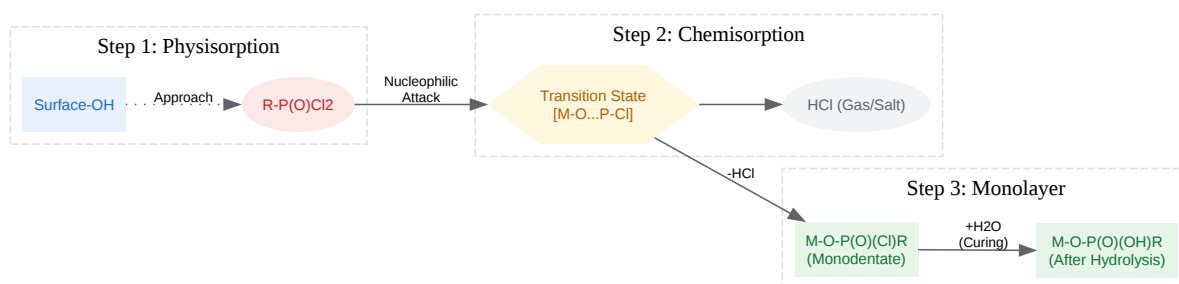 Step 1: Physisorption
Surface-OH
Approach
R-P(O)Cl2
Nucleophilic
Attack
Step 2: Chemisorption
Transition State
[M-O...P-Cl]
HCl (Gas/Salt)
-HCl
Step 3: Monolayer
M-O-P(O)(Cl)R
(Monodentate)
+H2O
(Curing)
M-O-P(O)(OH)R
(After Hydrolysis)